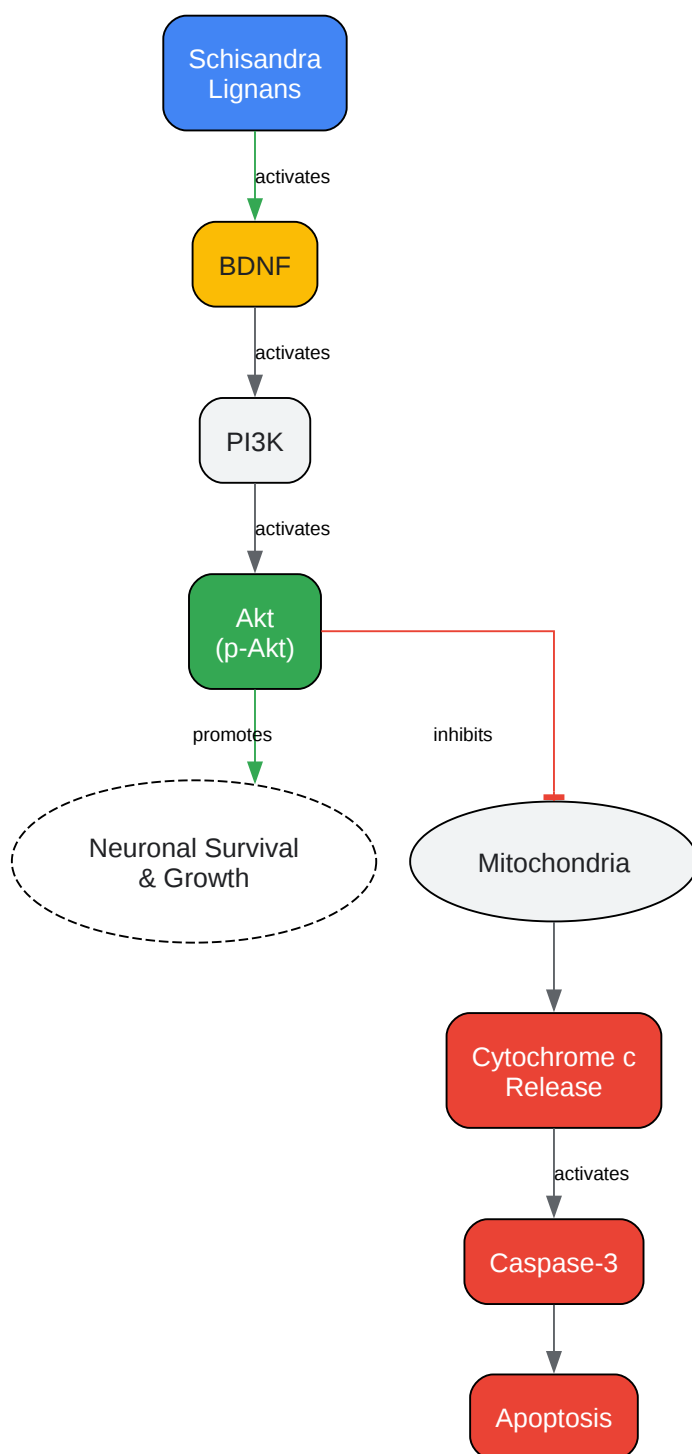 Schisandra
Lignans
activates
BDNF
activates
PI3K
activates
Akt
(p-Akt)
promotes
inhibits
Neuronal Survival
& Growth
Mitochondria
Cytochrome c
Release
activates
Caspase-3
Apoptosis